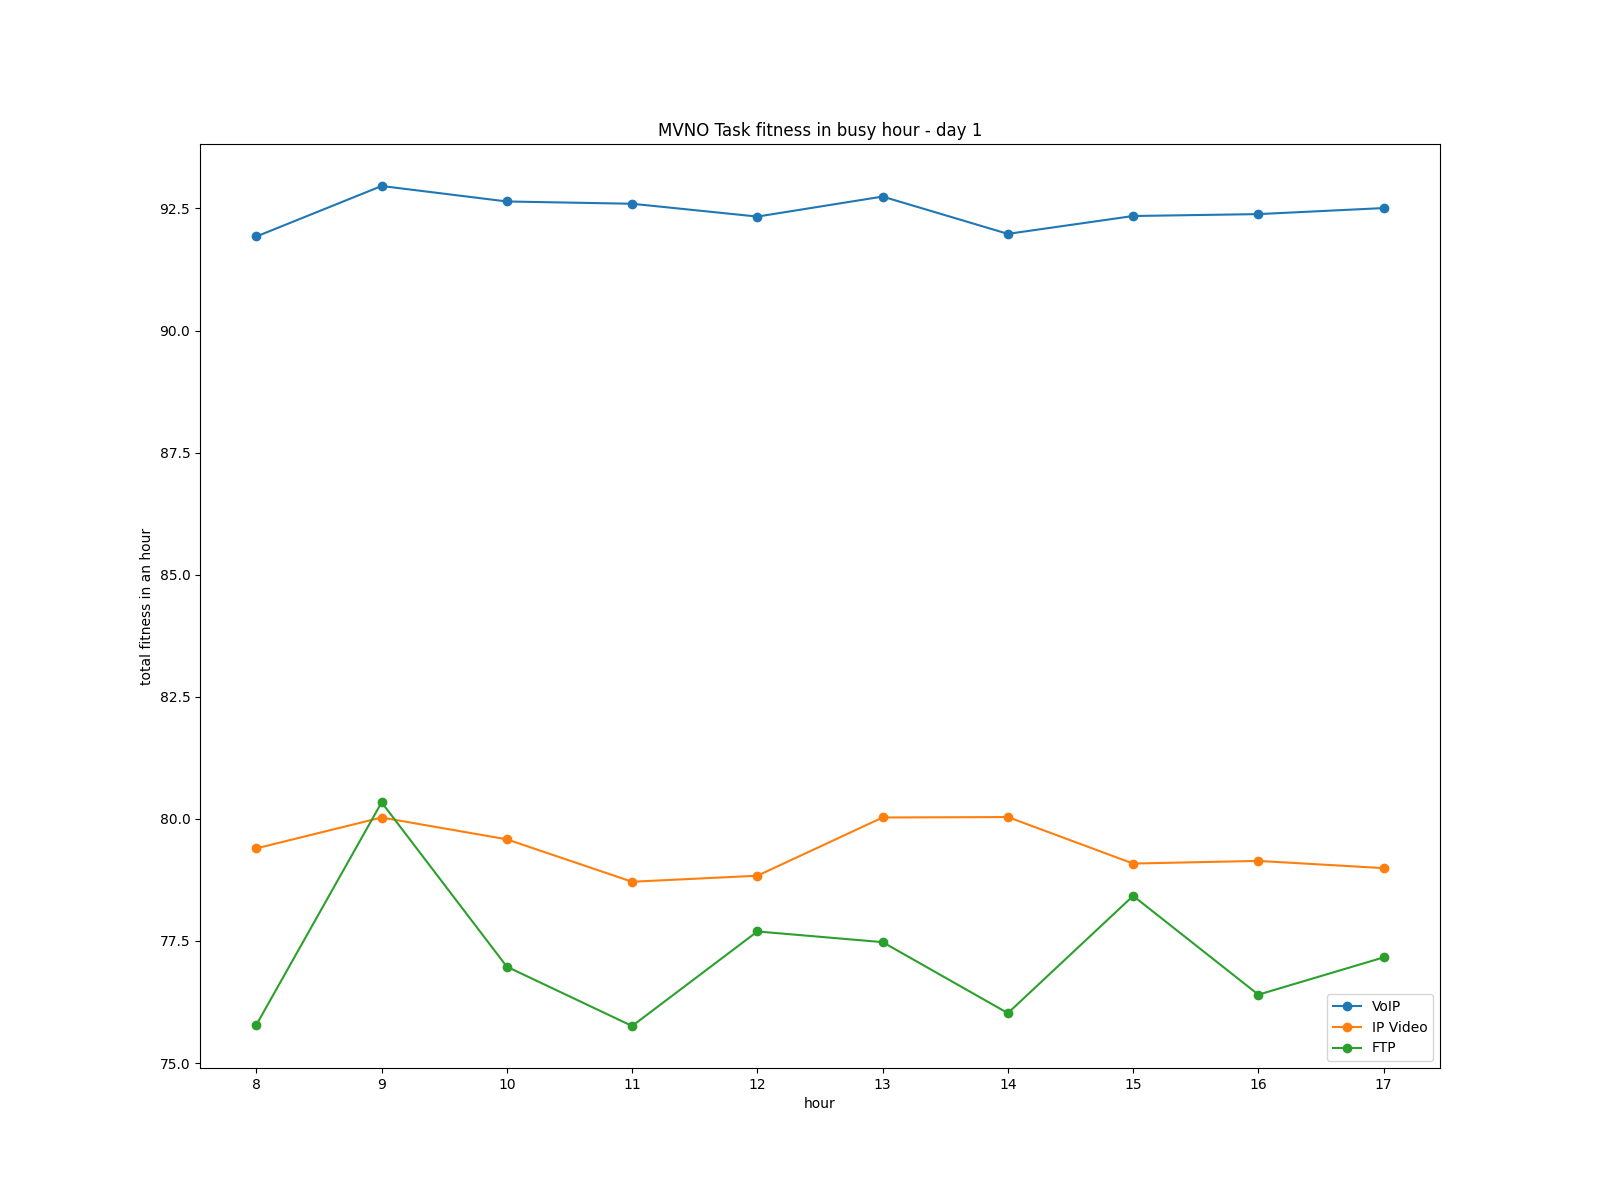 MVNO Task fitness in busy hour - day 1
total fitness in an hour
92.5
90.0
87.5
85.0
82.5
80.0
77.5
75.0
8 9 10 11 12 13 14 15 16 17
hour
VoIP
IP Video
FTP